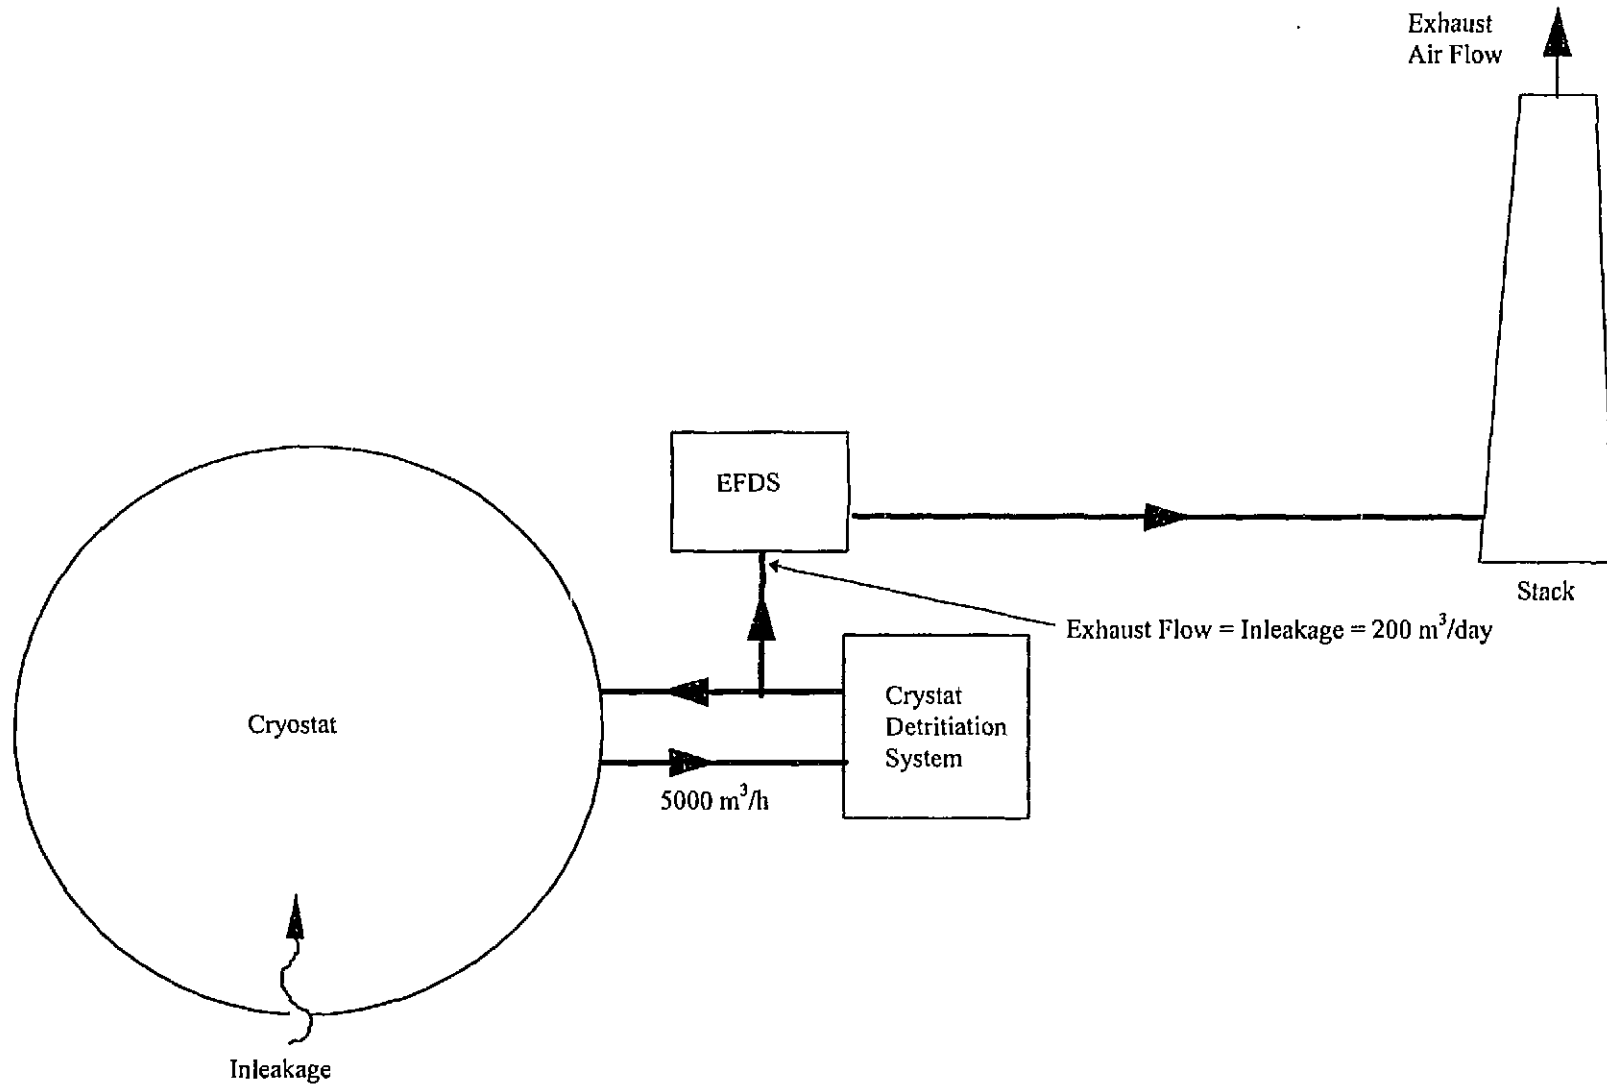 Exhaust
Air Flow
EFDS
Stack
Exhaust Flow = Inleakage = 200 m³/day
Crystat
Detritiation
System
Cryostat
5000 m³/h
Inleakage